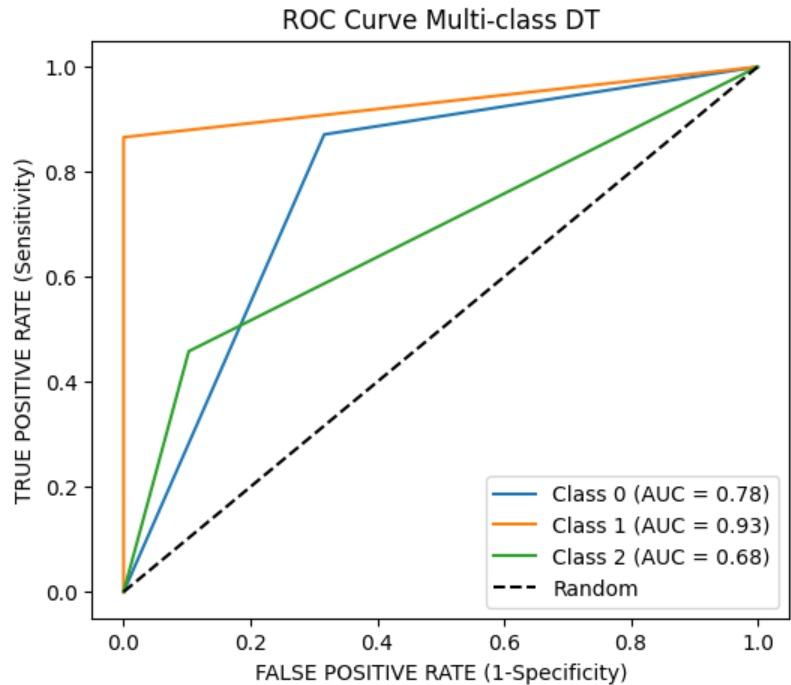 ROC Curve Multi-class DT
TRUE POSITIVE RATE (Sensitivity)
1.0
0.8
0.6
0.4
0.2
0.0
Class 0 (AUC = 0.78)
Class 1 (AUC = 0.93)
Class 2 (AUC = 0.68)
Random
0.0 0.2 0.4 0.6 0.8 1.0
FALSE POSITIVE RATE (1-Specificity)